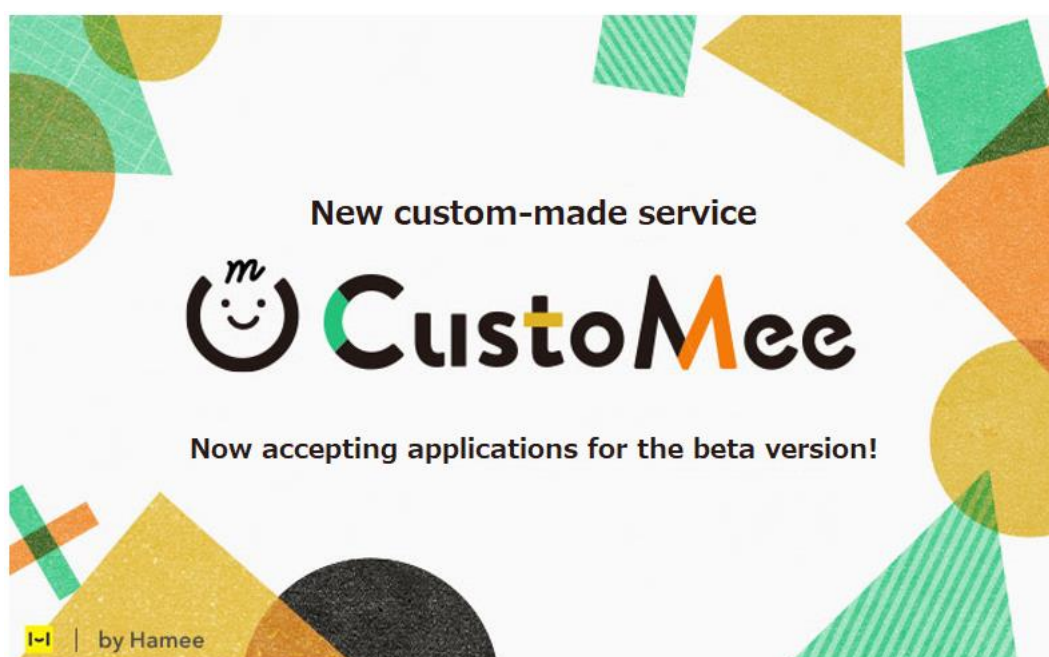 New custom-made service
m
CustoMee
Now accepting applications for the beta version!
by Hamee